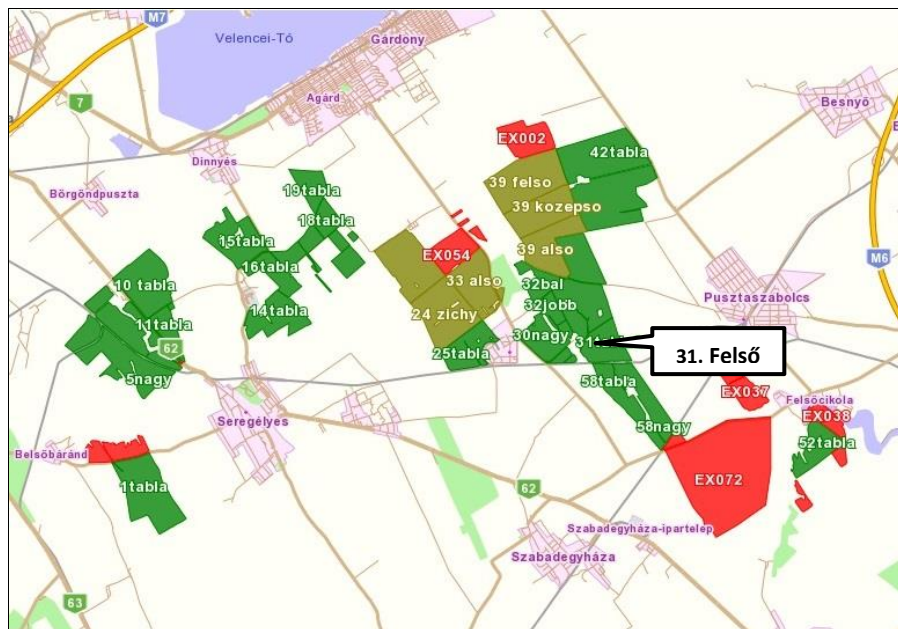 M7
Velencei-Tó
Gárdony
Agárd
7
Dinnyés
Besnyő
EX002
42tabla
Börgöndpuszta
19tabla
39 felso
18tabla
39 kozepso
15tabla
EX054
39 also
16tabla
M6
10 tabla
33 also
32bal
Pusztaszabolcs
14tabla
24 zichy
32jobb
11tabla
30nagy
62
25tabla
31. Felső
5nagy
58tabla
EX037
Felsőcikola
Seregélyes
EX038
58nagy
52tabla
Belsőbáránd
EX072
1tabla
62
Szabadegyháza-ipartelep
Szabadegyháza
63